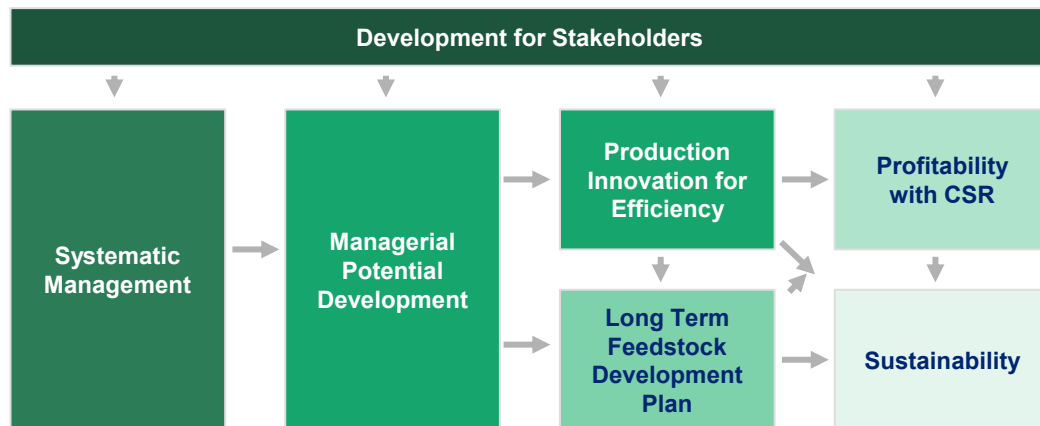 Development for Stakeholders
Systematic
Management
Managerial
Potential
Development
Production
Innovation for
Efficiency
Long Term
Feedstock
Development
Plan
Profitability
with CSR
Sustainability